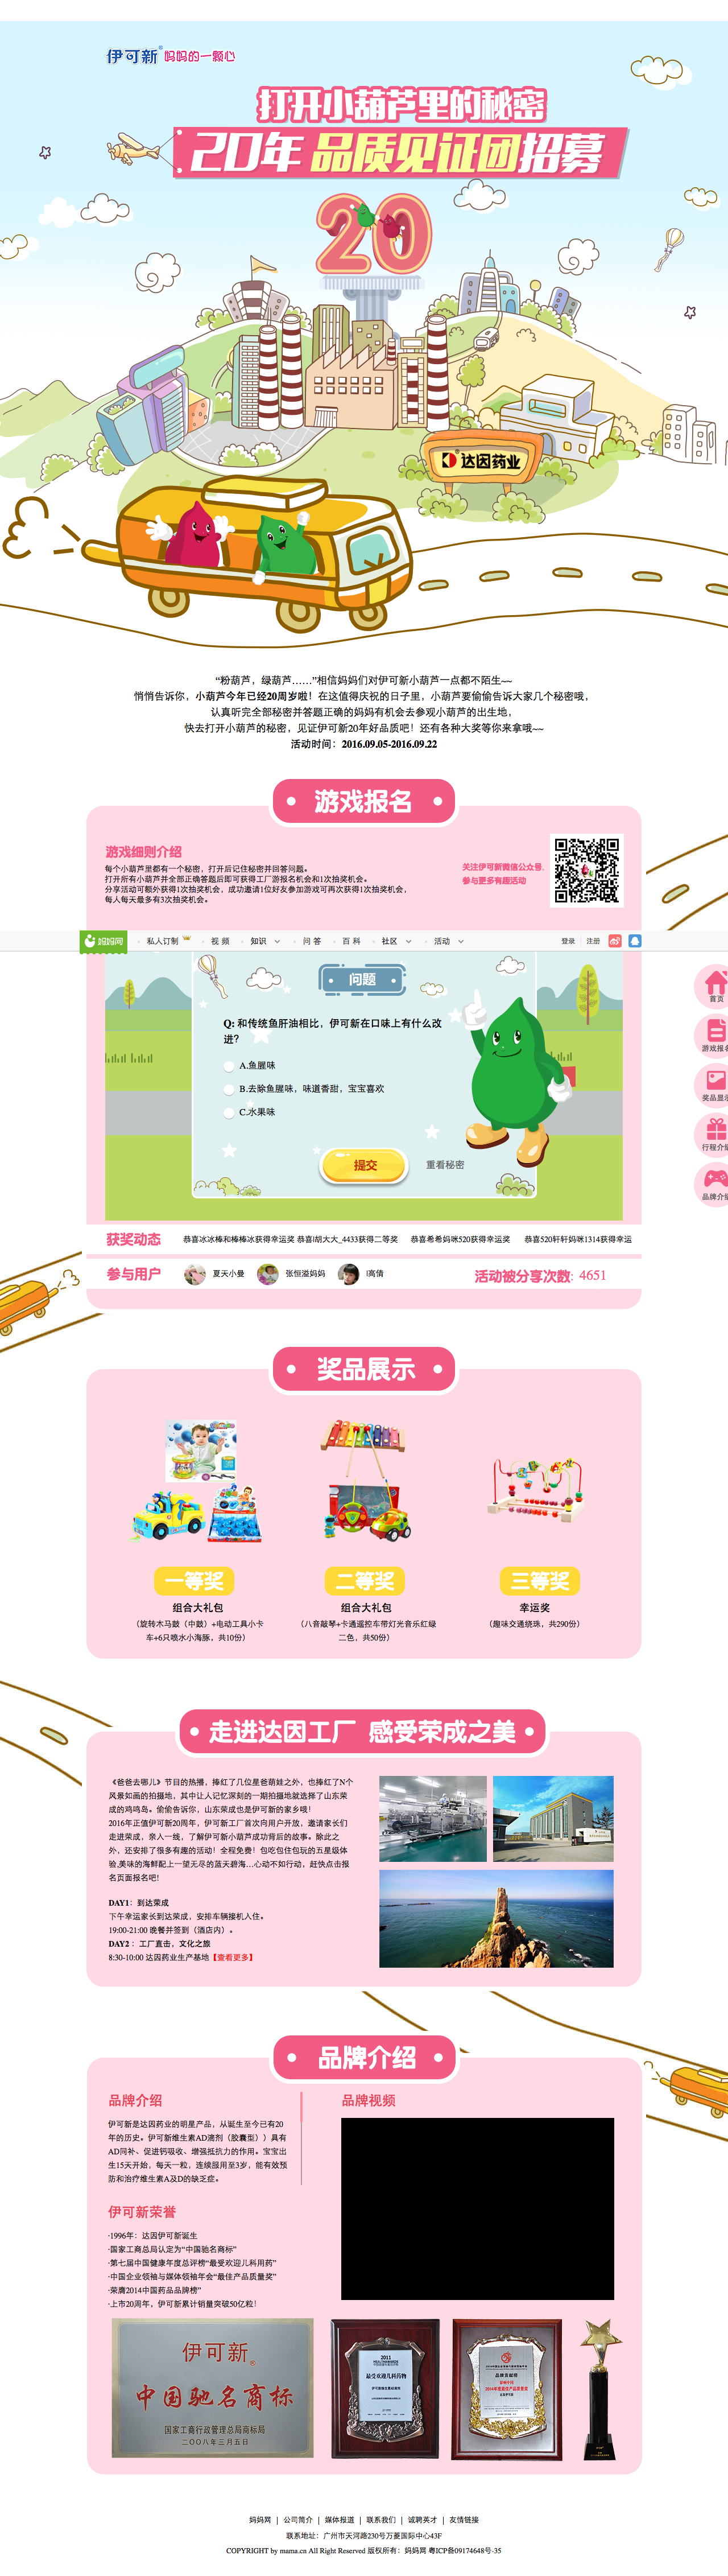 伊可新® 妈妈的一颗心
打开小葫芦里的秘密
20年 品质见证团招募
20
达因药业
“粉葫芦，绿葫芦……”相信妈妈们对伊可新小葫芦一点都不陌生~~
悄悄告诉你，小葫芦今年已经20周岁啦！在这值得庆祝的日子里，小葫芦要偷偷告诉大家几个秘密哦，
认真听完全部秘密并答题正确的妈妈有机会去参观小葫芦的出生地，
快去打开小葫芦的秘密，见证伊可新20年好品质吧！还有各种大奖等你来拿哦~~
活动时间：2016.09.05-2016.09.22
游戏报名
游戏细则介绍
每个小葫芦里都有一个秘密，打开后记住秘密并回答问题。
打开所有小葫芦并全部正确答题后即可获得工厂游报名机会和1次抽奖机会。
分享活动可额外获得1次抽奖机会，成功邀请1位好友参加游戏可再次获得1次抽奖机会，
每人每天最多有3次抽奖机会。
关注伊可新微信公众号，
参与更多有趣活动
妈妈网 私人订制 视 频 知识 问 答 百 科 社区 活动 登录 注册
首页
游戏报名
奖品显示
行程介绍
品牌介绍
问题
Q: 和传统鱼肝油相比，伊可新在口味上有什么改
进?
A.鱼腥味
B.去除鱼腥味，味道香甜，宝宝喜欢
C.水果味
提交 重看秘密
获奖动态 恭喜冰冰棒和棒棒冰获得幸运奖 恭喜|胡大大_4433获得二等奖 恭喜希希妈咪520获得幸运奖 恭喜520轩轩妈咪1314获得幸运
参与用户 夏天小曼 张恒溢妈妈 |高倩 活动被分享次数: 4651
奖品展示
一等奖 二等奖 三等奖
组合大礼包 组合大礼包 幸运奖
（旋转木马鼓（中鼓）+电动工具小卡 （八音敲琴+卡通遥控车带灯光音乐红绿 （趣味交通绕珠，共290份）
车+6只喷水小海豚，共10份） 二色，共50份）
走进达因工厂 感受荣成之美
《爸爸去哪儿》节目的热播，捧红了几位星爸萌娃之外，也捧红了N个
风景如画的拍摄地，其中让人记忆深刻的一期拍摄地就选择了山东荣
成的鸡鸣岛。偷偷告诉你，山东荣成也是伊可新的家乡哦！
2016年正值伊可新20周年，伊可新工厂首次向用户开放，邀请家长们
走进荣成，亲入一线，了解伊可新小葫芦成功背后的故事。除此之
外，还安排了很多有趣的活动！全程免费！包吃包住包玩的五星级体
验,美味的海鲜配上一望无尽的蓝天碧海...心动不如行动，赶快点击报
名页面报名吧!
DAY1：到达荣成
下午幸运家长到达荣成，安排车辆接机入住。
19:00-21:00 晚餐并签到（酒店内）。
DAY2 ：工厂直击，文化之旅
8:30-10:00 达因药业生产基地【查看更多】
品牌介绍
品牌介绍 品牌视频
伊可新是达因药业的明星产品，从诞生至今已有20
年的历史。伊可新维生素AD滴剂（胶囊型））具有
AD同补、促进钙吸收、增强抵抗力的作用。宝宝出
生15天开始，每天一粒，连续服用至3岁，能有效预
防和治疗维生素A及D的缺乏症。
伊可新荣誉
·1996年：达因伊可新诞生
·国家工商总局认定为“中国驰名商标”
·第七届中国健康年度总评榜“最受欢迎儿科用药”
·中国企业领袖与媒体领袖年会“最佳产品质量奖”
·荣膺2014中国药品品牌榜”
·上市20周年，伊可新累计销量突破50亿粒！
伊可新
中国驰名商标
国家工商行政管理总局商标局
二〇〇八年三月五日
2011
最受欢迎儿科药物
妈妈网 | 公司简介 | 媒体报道 | 联系我们 | 诚聘英才 | 友情链接
联系地址：广州市天河路230号万菱国际中心43F
COPYRIGHT by mama.cn All Right Reserved 版权所有：妈妈网 粤ICP备09174648号-35